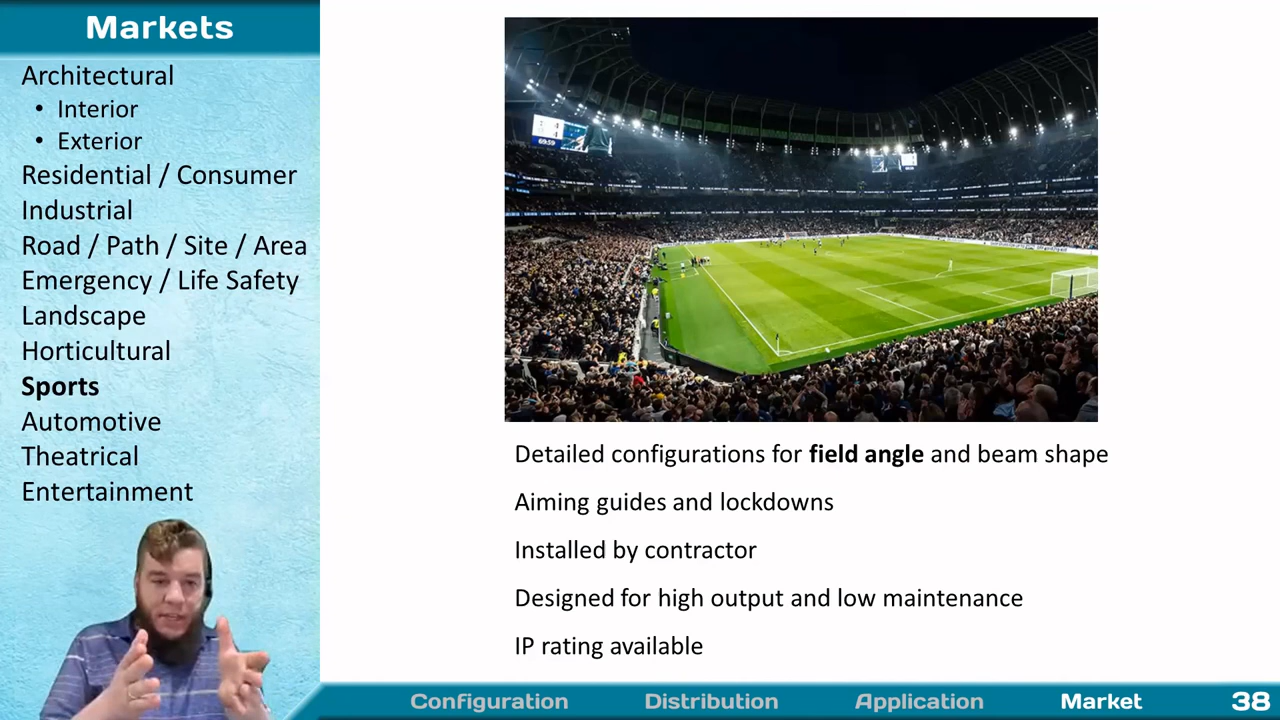 Markets
Architectural
• Interior
• Exterior
Residential / Consumer
Industrial
Road / Path / Site / Area
Emergency / Life Safety
Landscape
Horticultural
Sports
Automotive
Theatrical
Entertainment
69:59
Detailed configurations for field angle and beam shape
Aiming guides and lockdowns
Installed by contractor
Designed for high output and low maintenance
IP rating available
Configuration
Distribution
Application
Market
38